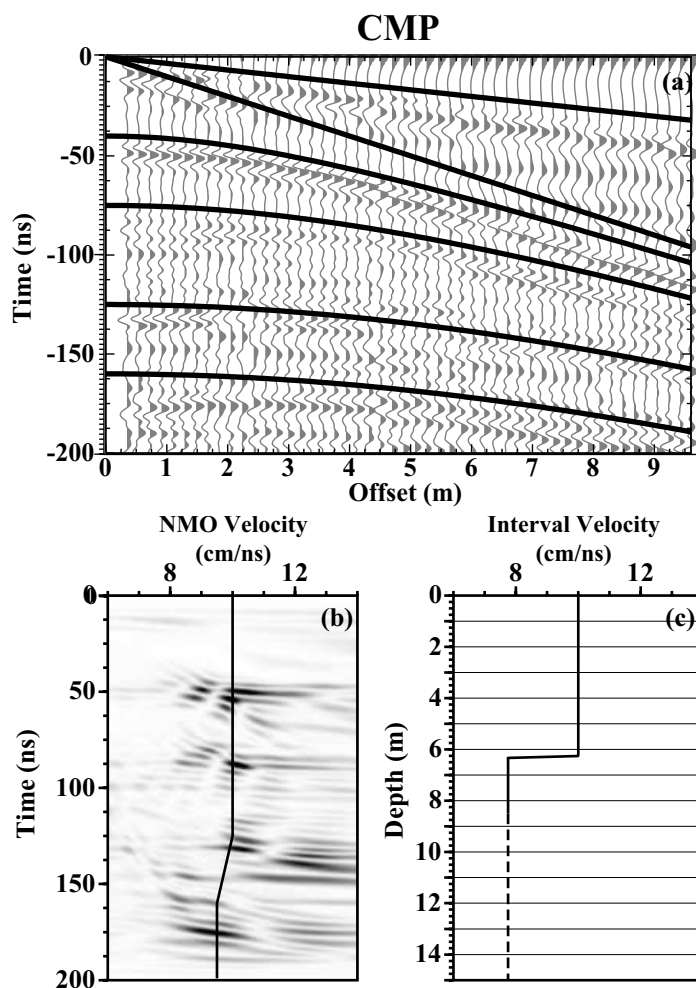 CMP
(a)
Time (ns)
0
-50
-100
-150
-200
0 1 2 3 4 5 6 7 8 9
Offset (m)
NMO Velocity
(cm/ns)
8 10 12
(b)
Time (ns)
0
50
100
150
200
Interval Velocity
(cm/ns)
8 10 12
(c)
Depth (m)
0
2
4
6
8
10
12
14